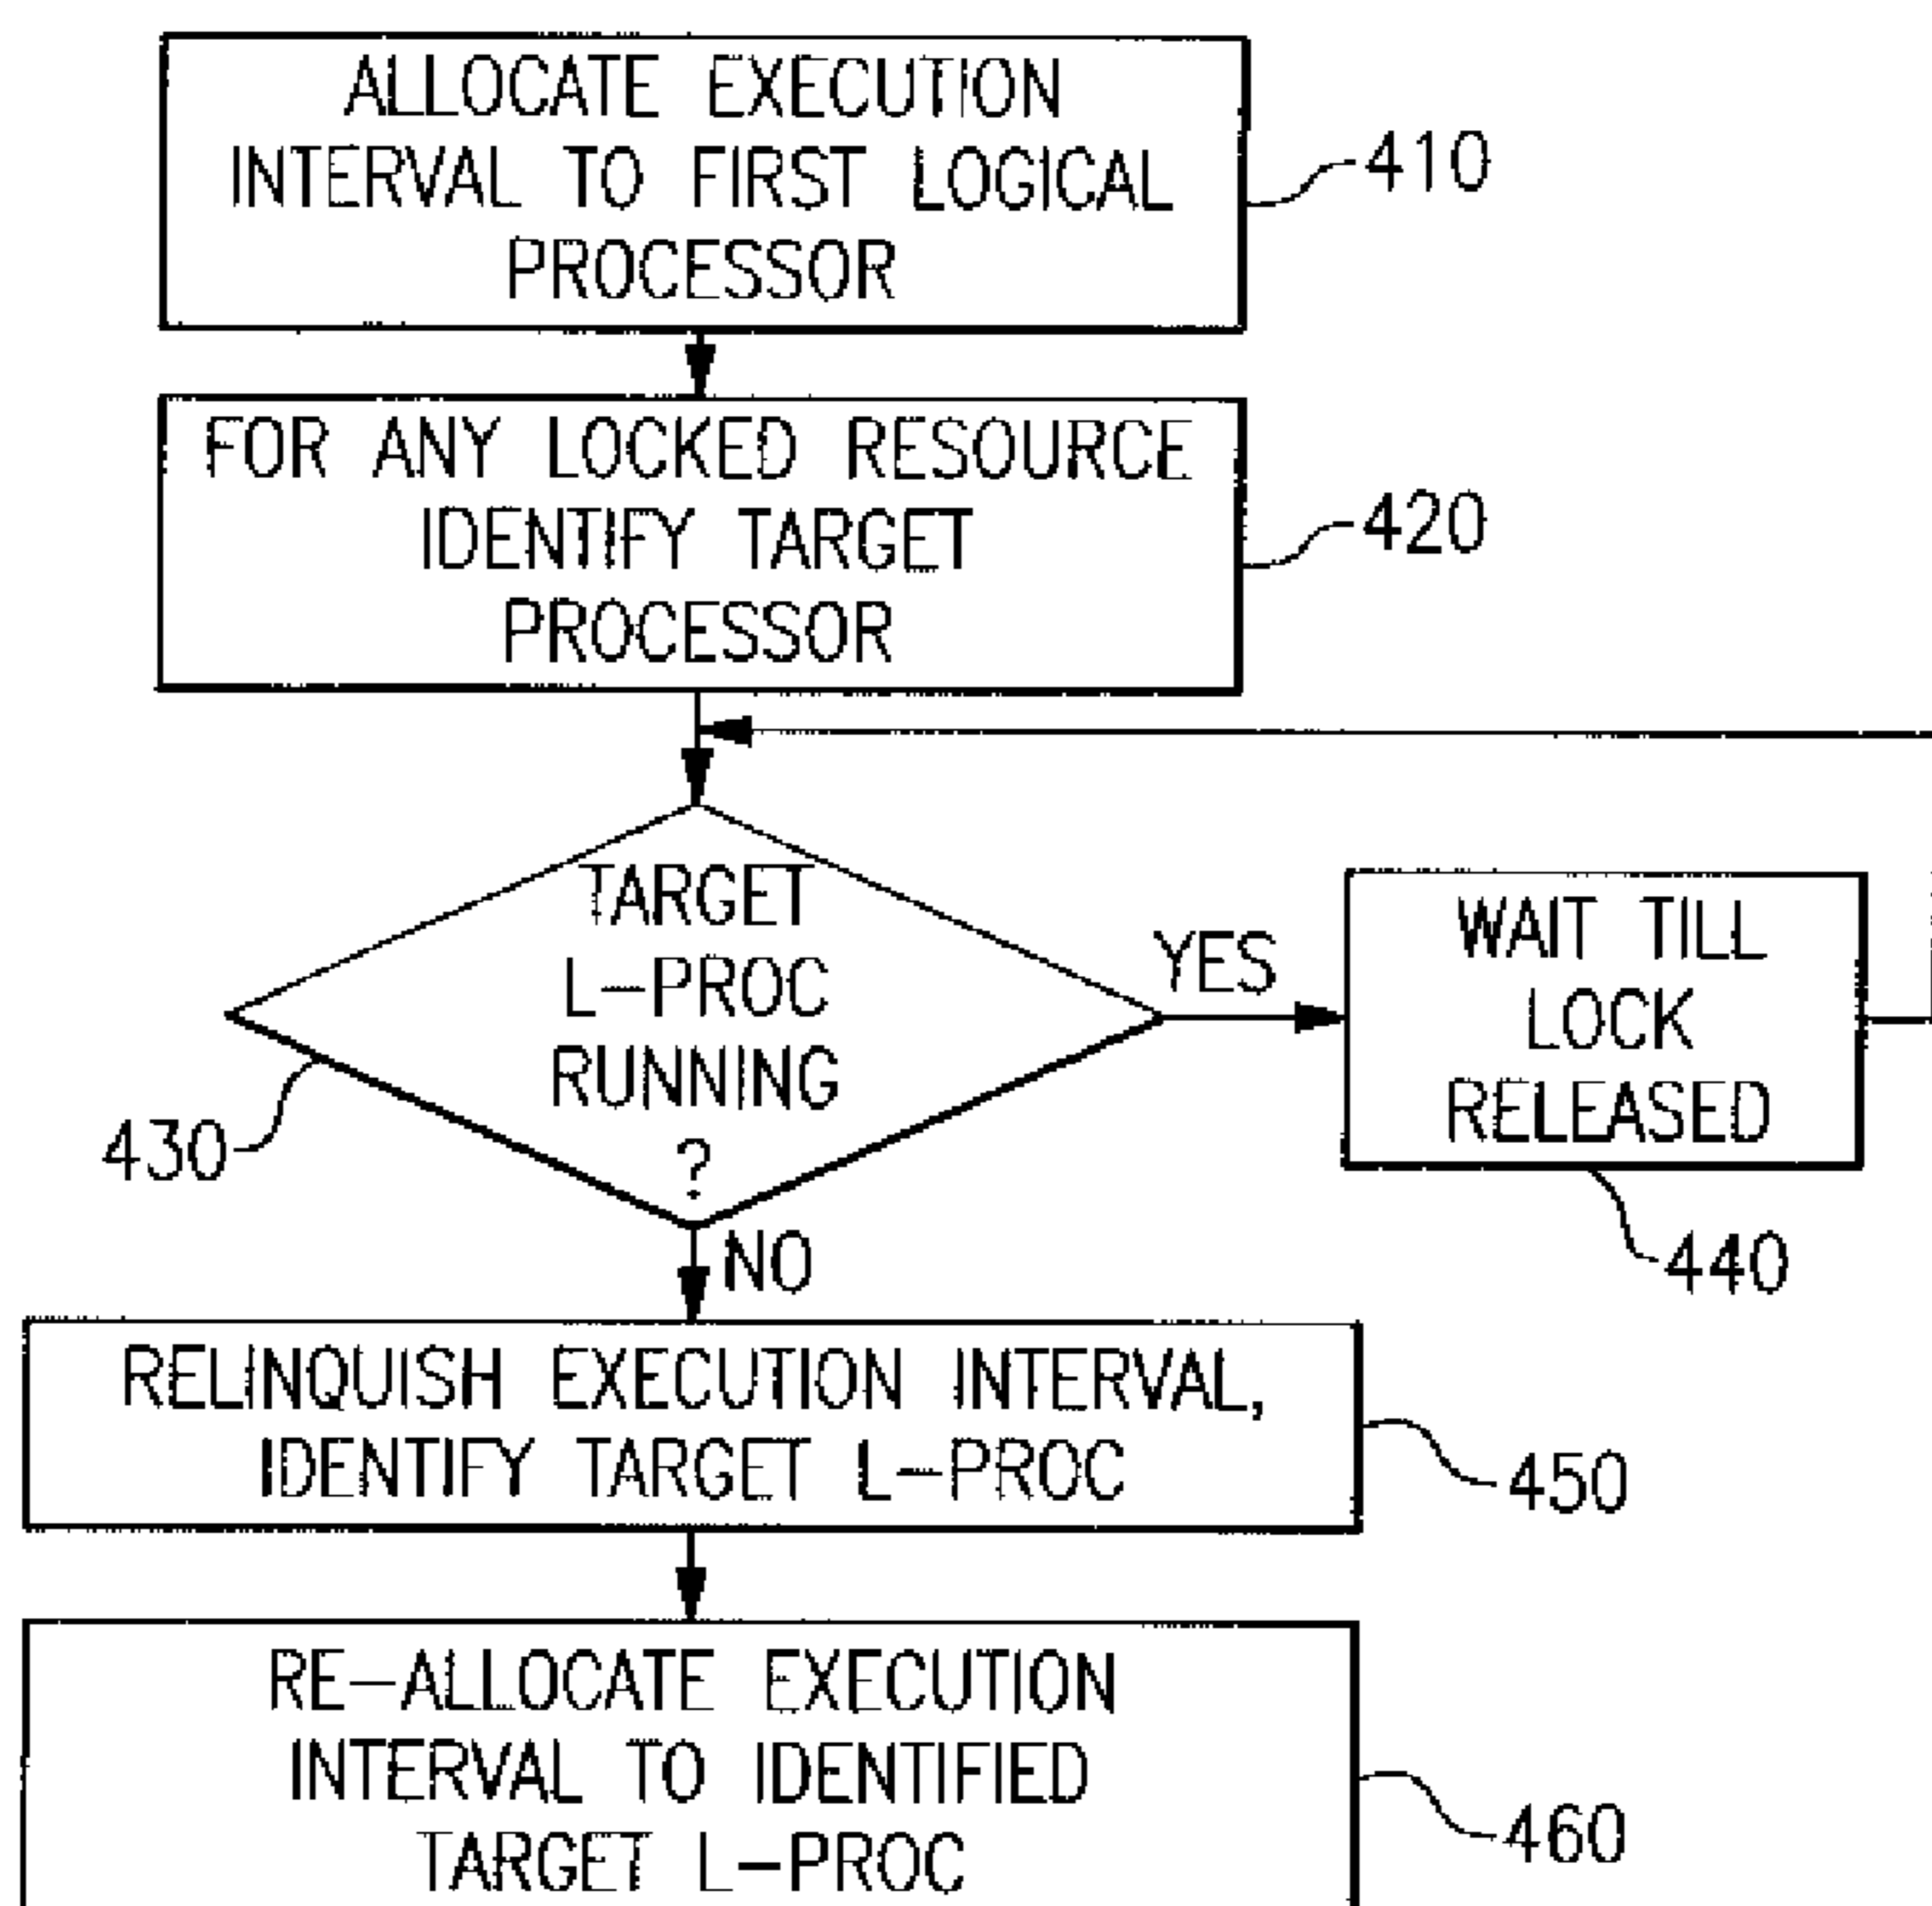 ALLOCATE EXECUTION
INTERVAL TO FIRST LOGICAL
PROCESSOR
410
FOR ANY LOCKED RESOURCE
IDENTIFY TARGET
PROCESSOR
420
TARGET
L-PROC
RUNNING
?
430
YES
WAIT TILL
LOCK
RELEASED
440
NO
RELINQUISH EXECUTION INTERVAL,
IDENTIFY TARGET L-PROC
450
RE-ALLOCATE EXECUTION
INTERVAL TO IDENTIFIED
TARGET L-PROC
460